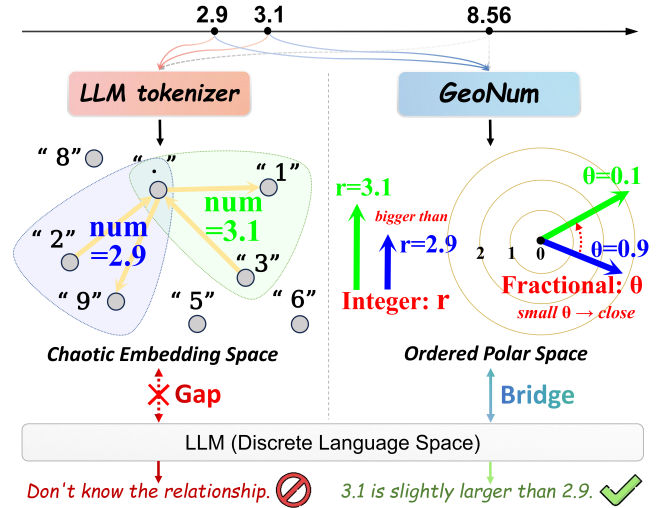 2.9 3.1 8.56
LLM tokenizer
GeoNum
“ 8”
“ . ”
“ 1”
num
=3.1
num
=2.9
“ 2”
“ 3”
“ 9”
“ 5”
“ 6”
Chaotic Embedding Space
r=3.1
bigger than
r=2.9
Integer: r
θ=0.1
2 1 0
θ=0.9
Fractional: θ
small θ → close
Ordered Polar Space
Gap
Bridge
LLM (Discrete Language Space)
Don't know the relationship.
3.1 is slightly larger than 2.9.